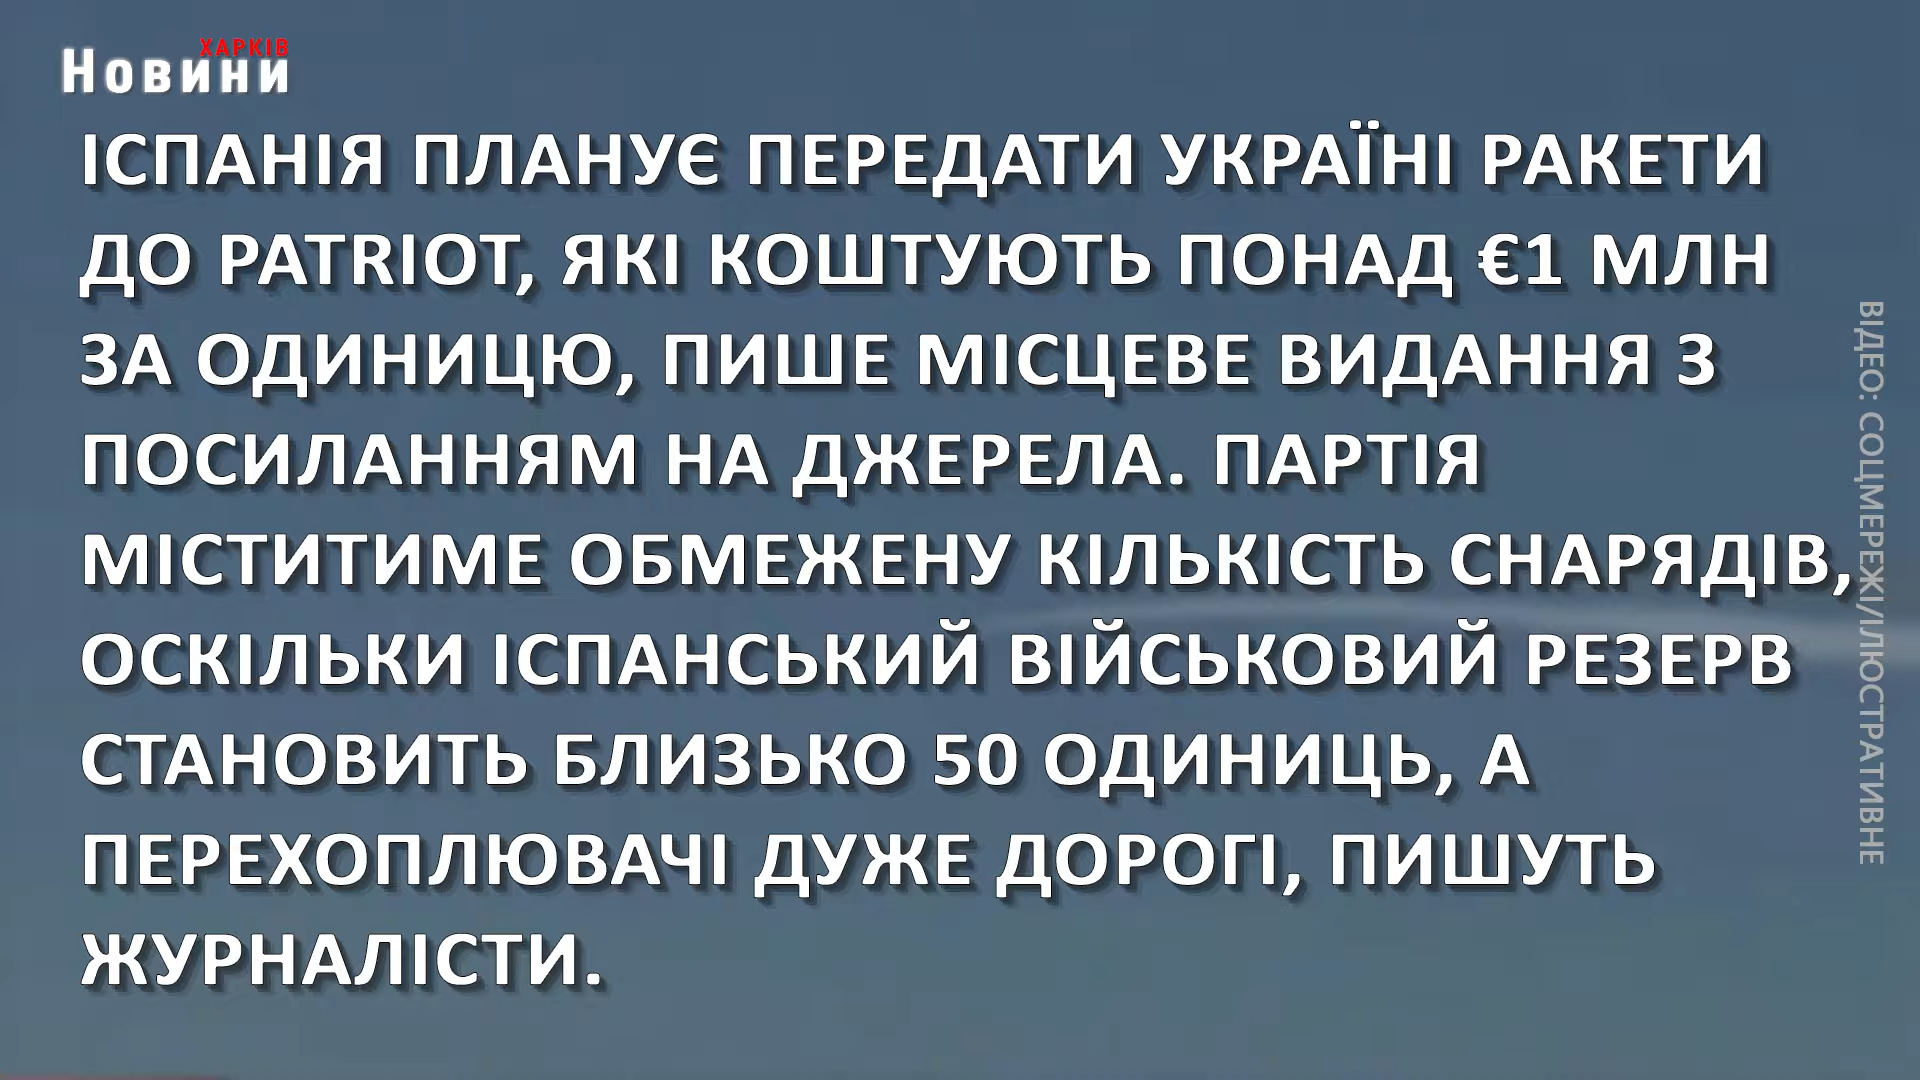 ХАРКІВ
Новини
ІСПАНІЯ ПЛАНУЄ ПЕРЕДАТИ УКРАЇНІ РАКЕТИ
ДО PATRIOT, ЯКІ КОШТУЮТЬ ПОНАД €1 МЛН
ЗА ОДИНИЦЮ, ПИШЕ МІСЦЕВЕ ВИДАННЯ З
ПОСИЛАННЯМ НА ДЖЕРЕЛА. ПАРТІЯ
МІСТИТИМЕ ОБМЕЖЕНУ КІЛЬКІСТЬ СНАРЯДІВ,
ОСКІЛЬКИ ІСПАНСЬКИЙ ВІЙСЬКОВИЙ РЕЗЕРВ
СТАНОВИТЬ БЛИЗЬКО 50 ОДИНИЦЬ, А
ПЕРЕХОПЛЮВАЧІ ДУЖЕ ДОРОГІ, ПИШУТЬ
ЖУРНАЛІСТИ.
ВІДЕО: СОЦМЕРЕЖІ/ІЛЮСТРАТИВНЕ